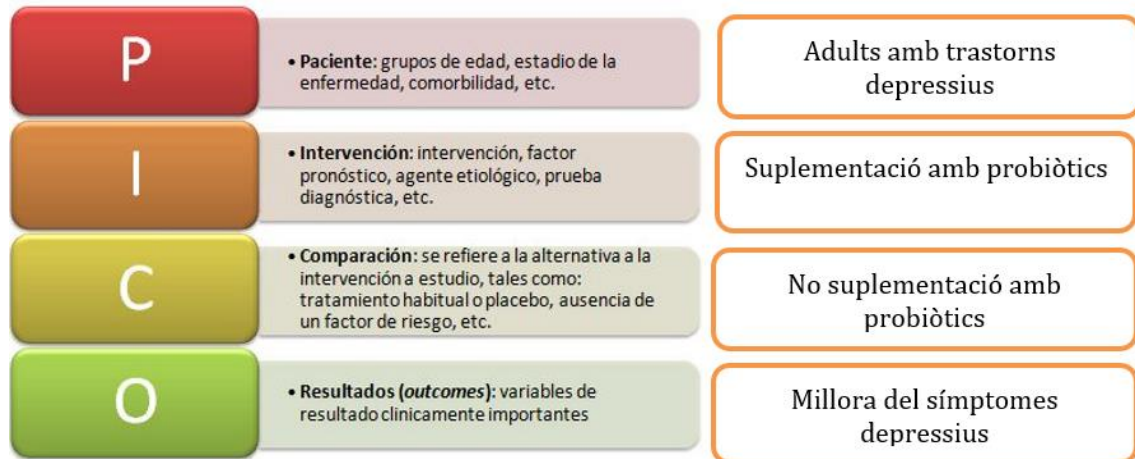 P
• Paciente: grupos de edad, estadio de la
enfermedad, comorbilidad, etc.
Adults amb trastorns
depressius
I
• Intervención: intervención, factor
pronóstico, agente etiológico, prueba
diagnóstica, etc.
Suplementació amb probiòtics
C
• Comparación: se refiere a la alternativa a la
intervención a estudio, tales como:
tratamiento habitual o placebo, ausencia de
un factor de riesgo, etc.
No suplementació amb
probiòtics
O
• Resultados (outcomes): variables de
resultado clinicamente importantes
Millora del símptomes
depressius